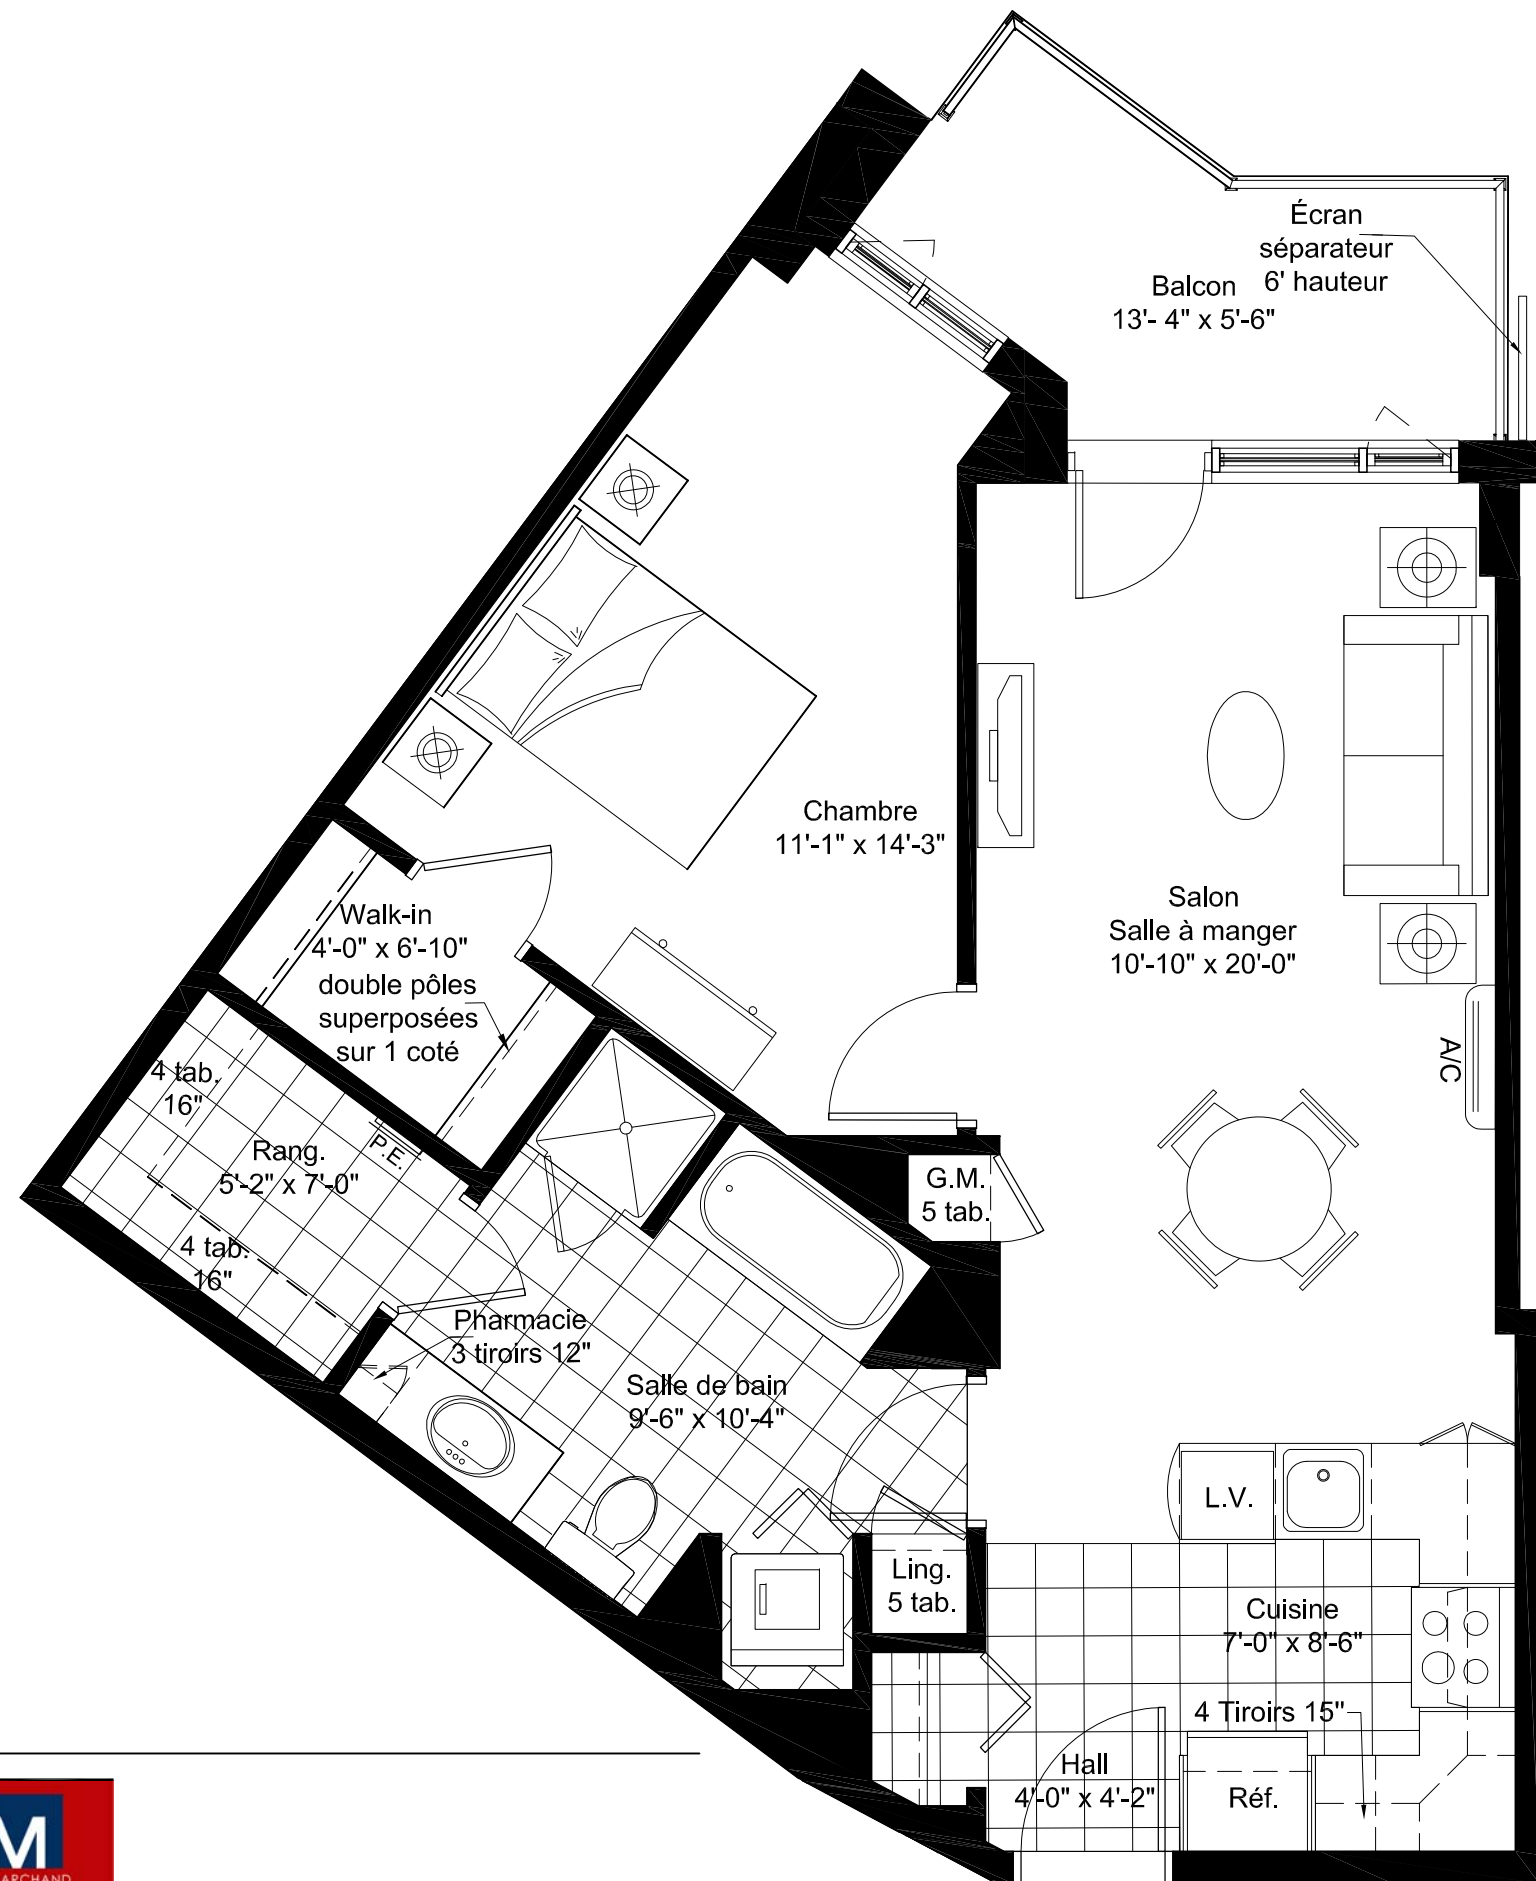 Écran
séparateur
6' hauteur
Balcon
13'- 4" x 5'-6"
Chambre
11'-1" x 14'-3"
Salon
Salle à manger
10'-10" x 20'-0"
Walk-in
4'-0" x 6'-10"
double pôles
superposées
sur 1 coté
A/C
4 tab.
16"
Rang.
5'-2" x 7'-0"
P.E.
G.M.
5 tab.
4 tab.
16"
Pharmacie
3 tiroirs 12"
Salle de bain
9'-6" x 10'-4"
L.V.
Ling.
5 tab.
Cuisine
7'-0" x 8'-6"
4 Tiroirs 15"
Hall
4'-0" x 4'-2"
Réf.
M
ARCHAND